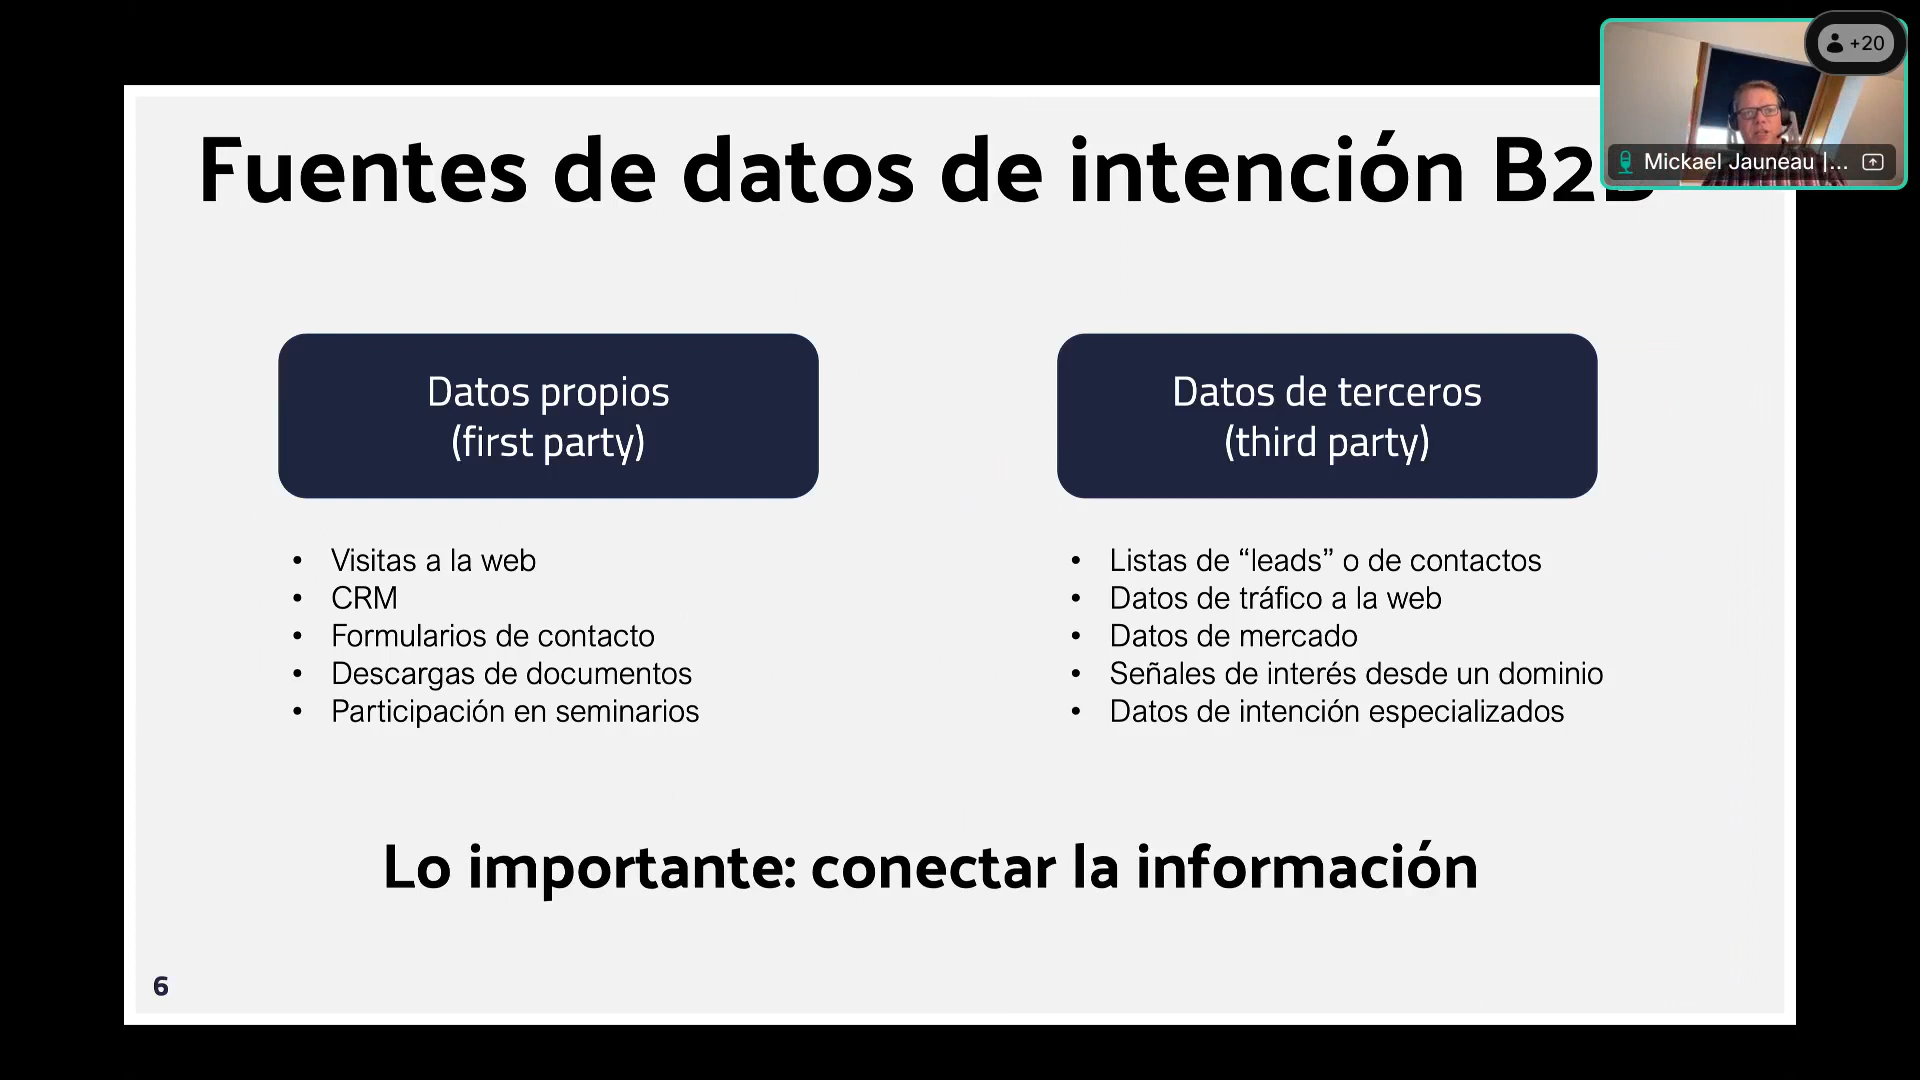 +20
Mickael Jauneau |...
Fuentes de datos de intención B2B
Datos propios
(first party)
• Visitas a la web
• CRM
• Formularios de contacto
• Descargas de documentos
• Participación en seminarios
Datos de terceros
(third party)
• Listas de “leads” o de contactos
• Datos de tráfico a la web
• Datos de mercado
• Señales de interés desde un dominio
• Datos de intención especializados
Lo importante: conectar la información
6